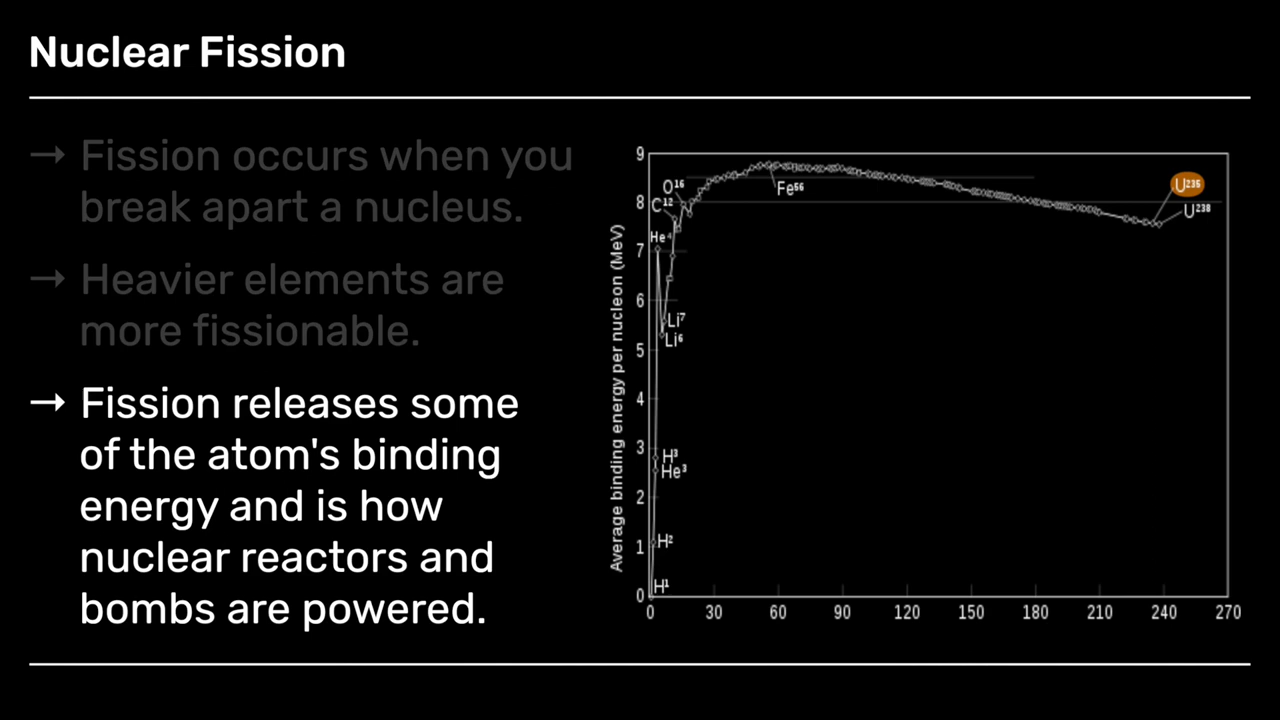 Nuclear Fission
→ Fission occurs when you
break apart a nucleus.
→ Heavier elements are
more fissionable.
→ Fission releases some
of the atom's binding
energy and is how
nuclear reactors and
bombs are powered.
Average binding energy per nucleon (MeV)
9
8
7
6
5
4
3
2
1
0
O¹⁶
C¹²
He⁴
Li⁷
Li⁶
H³
He³
H²
H¹
Fe⁵⁶
U²³⁵
U²³⁸
0 30 60 90 120 150 180 210 240 270